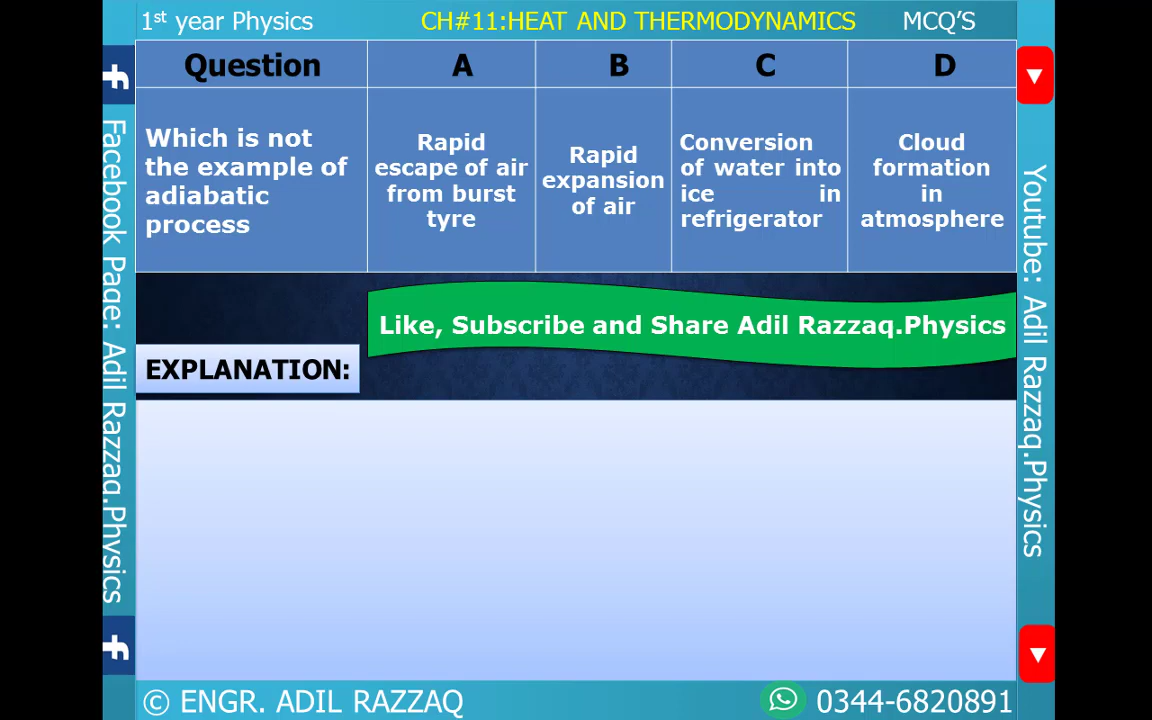 1st year Physics CH#11:HEAT AND THERMODYNAMICS MCQ'S
Question A B C D
Which is not
the example of
adiabatic
process
Rapid
escape of air
from burst
tyre
Rapid
expansion
of air
Conversion
of water into
ice in
refrigerator
Cloud
formation
in
atmosphere
Like, Subscribe and Share Adil Razzaq.Physics
EXPLANATION:
Facebook Page: Adil Razzaq.Physics
Youtube: Adil Razzaq.Physics
© ENGR. ADIL RAZZAQ 0344-6820891